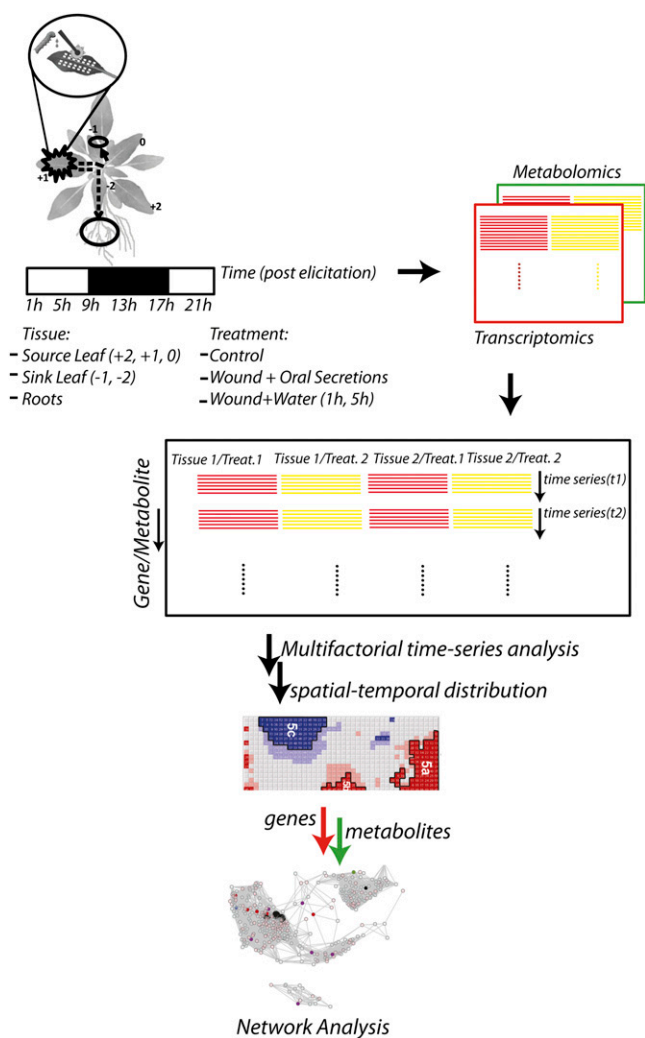 -1
0
+1
-2
+2
Time (post elicitation)
1h 5h 9h 13h 17h 21h
Tissue:
- Source Leaf (+2, +1, 0)
- Sink Leaf (-1, -2)
- Roots
Treatment:
-Control
-Wound + Oral Secretions
-Wound+Water (1h, 5h)
Metabolomics
Transcriptomics
Tissue 1/Treat.1 Tissue 1/Treat. 2 Tissue 2/Treat.1 Tissue 2/Treat. 2
time series(t1)
time series(t2)
Gene/Metabolite
Multifactorial time-series analysis
spatial-temporal distribution
5c
5a
genes
metabolites
Network Analysis